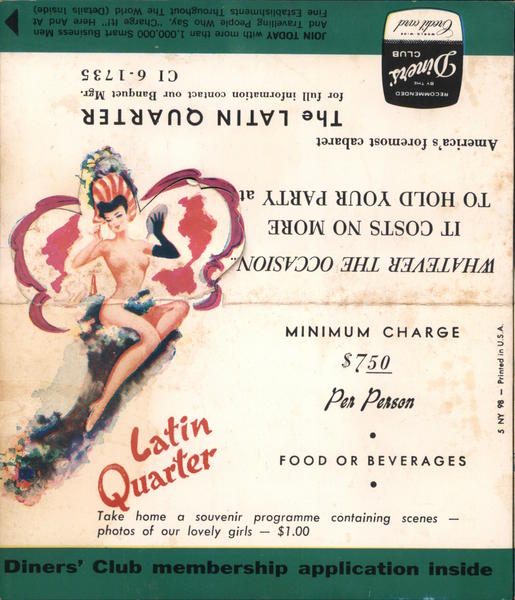 WHATEVER THE OCCASION...
IT COSTS NO MORE
TO HOLD YOUR PARTY at
America's foremost cabaret
The LATIN QUARTER
for full information contact our Banquet Mgr.
CI 6-1735
RECOMMENDED
BY THE
Diners'
CLUB
WORLD-WIDE
Credit card
JOIN TODAY with more than 1,000,000 Smart Business Men
And Travelling People Who Say, "Charge It!" Here And At
Fine Establishments Throughout The World (Details Inside)
MINIMUM CHARGE
$7.50
Per Person
•
FOOD OR BEVERAGES
•
Latin
Quarter
Take home a souvenir programme containing scenes —
photos of our lovely girls — $1.00
5 NY 98 — Printed in U.S.A.
Diners' Club membership application inside